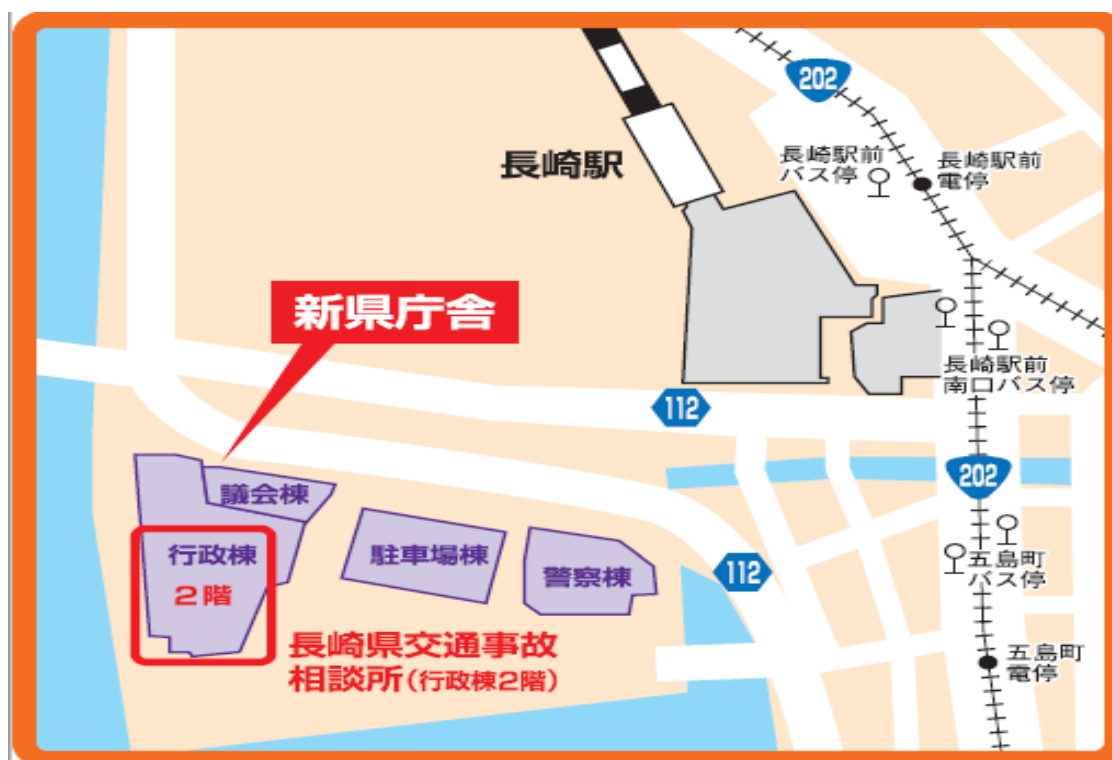 202
長崎駅前
バス停
長崎駅前
電停
長崎駅
新県庁舎
長崎駅前
南口バス停
112
202
議会棟
行政棟
2階
駐車場棟
警察棟
112
五島町
バス停
長崎県交通事故
相談所(行政棟2階)
五島町
電停